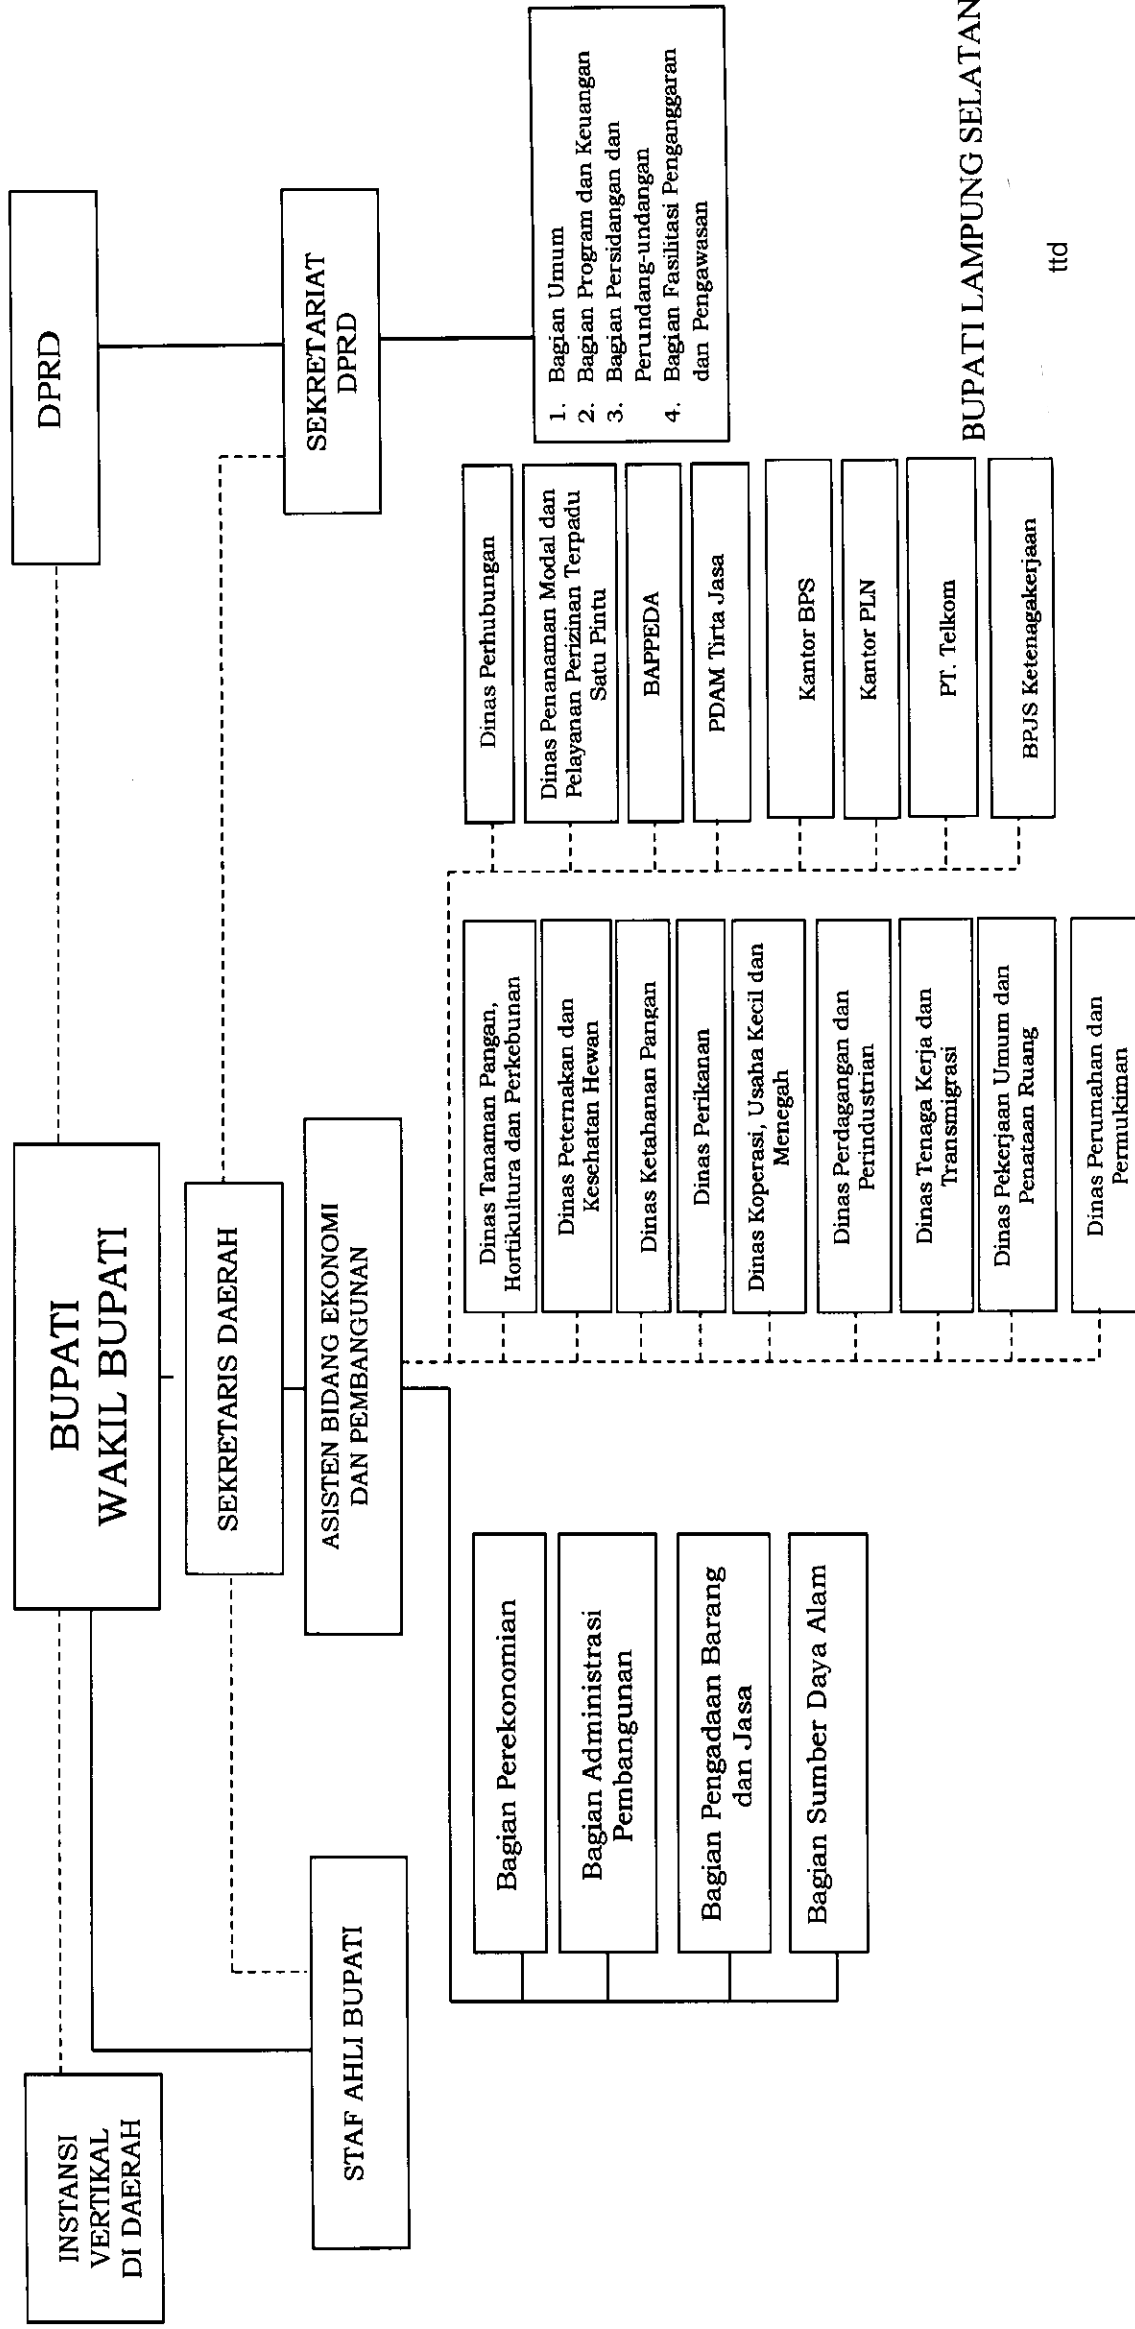 INSTANSI
VERTIKAL
DI DAERAH
BUPATI
WAKIL BUPATI
DPRD
SEKRETARIS DAERAH
SEKRETARIAT
DPRD
STAF AHLI BUPATI
ASISTEN BIDANG EKONOMI
DAN PEMBANGUNAN
Bagian Perekonomian
Bagian Administrasi
Pembangunan
Bagian Pengadaan Barang
dan Jasa
Bagian Sumber Daya Alam
Dinas Tanaman Pangan,
Hortikultura dan Perkebunan
Dinas Peternakan dan
Kesehatan Hewan
Dinas Ketahanan Pangan
Dinas Perikanan
Dinas Koperasi, Usaha Kecil dan
Menegah
Dinas Perdagangan dan
Perindustrian
Dinas Tenaga Kerja dan
Transmigrasi
Dinas Pekerjaan Umum dan
Penataan Ruang
Dinas Perumahan dan
Permukiman
Dinas Perhubungan
Dinas Penanaman Modal dan
Pelayanan Perizinan Terpadu
Satu Pintu
BAPPEDA
PDAM Tirta Jasa
Kantor BPS
Kantor PLN
PT. Telkom
BPJS Ketenagakerjaan
1. Bagian Umum
2. Bagian Program dan Keuangan
3. Bagian Persidangan dan
Perundang-undangan
4. Bagian Fasilitasi Penganggaran
dan Pengawasan
BUPATI LAMPUNG SELATAN
ttd